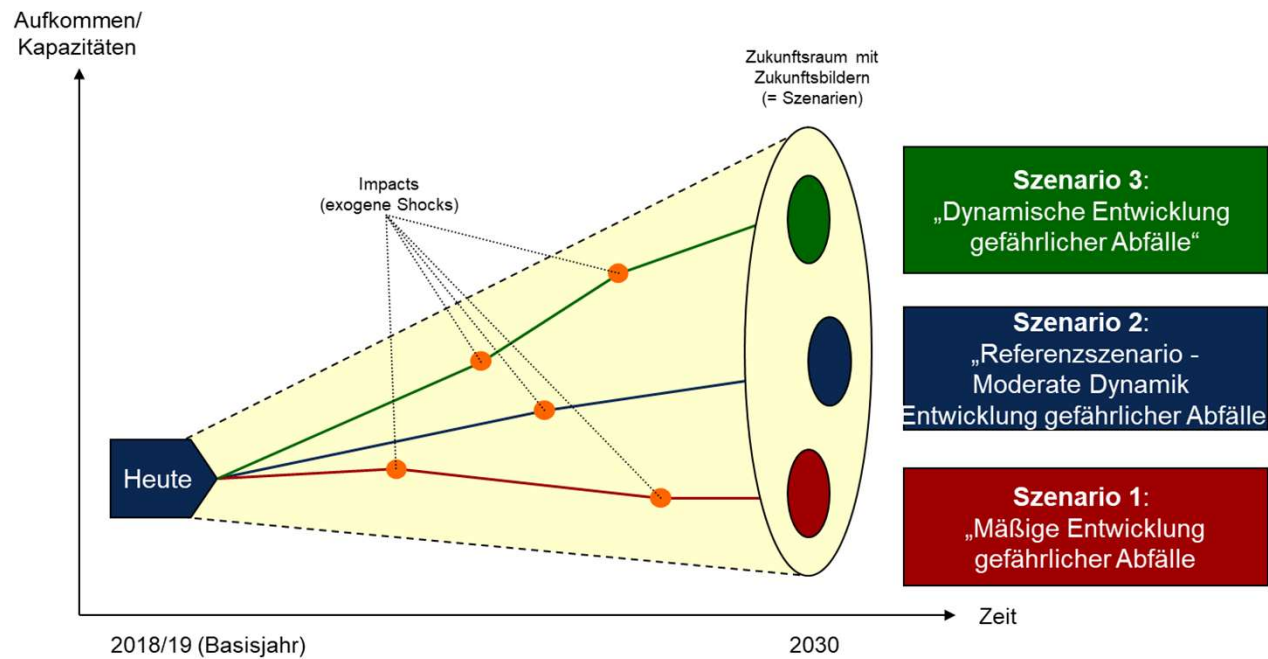 Aufkommen/
Kapazitäten
Zukunftsraum mit
Zukunftsbildern
(= Szenarien)
Impacts
(exogene Shocks)
Szenario 3:
„Dynamische Entwicklung
gefährlicher Abfälle“
Szenario 2:
„Referenzszenario -
Moderate Dynamik
Entwicklung gefährlicher Abfälle
Heute
Szenario 1:
„Mäßige Entwicklung
gefährlicher Abfälle
Zeit
2018/19 (Basisjahr)
2030